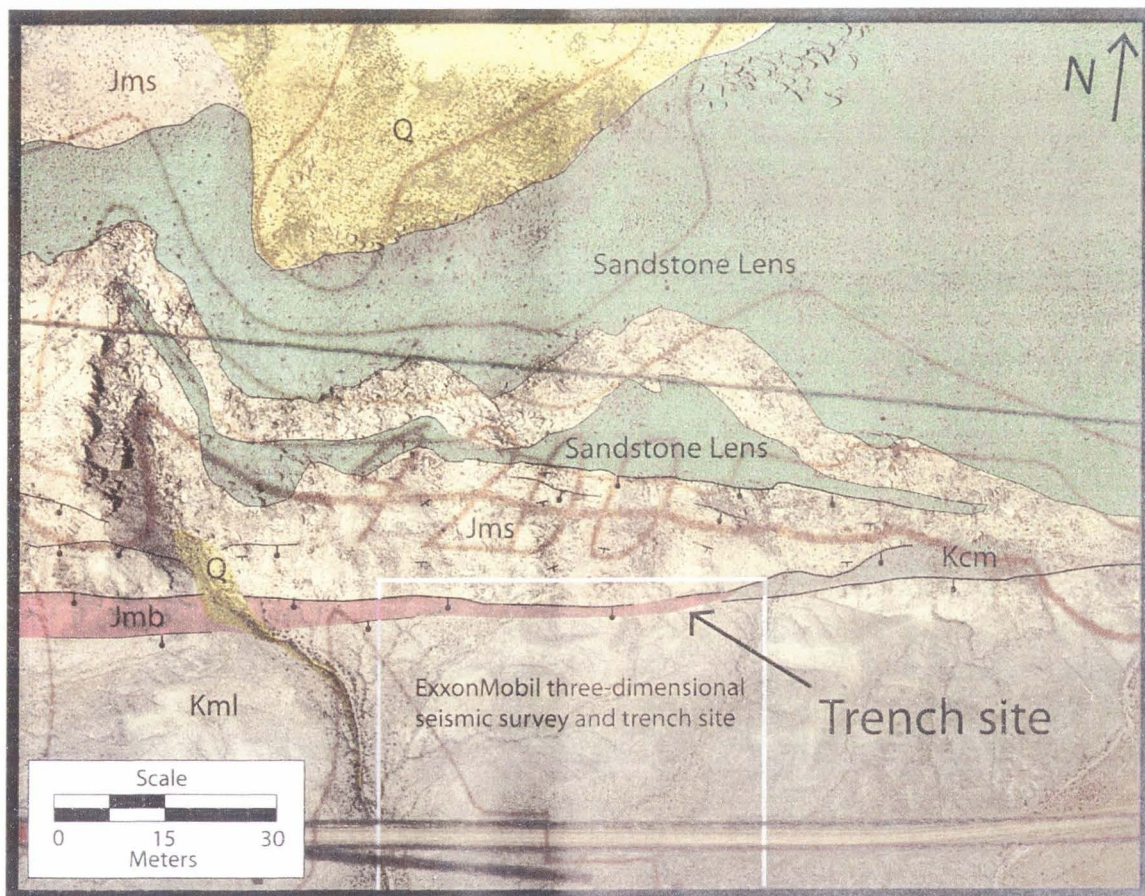 Jms
Q
N
Sandstone Lens
Sandstone Lens
Jms
Kcm
Q
Jmb
ExxonMobil three-dimensional
seismic survey and trench site
Kml
Trench site
Scale
0 15 30
Meters